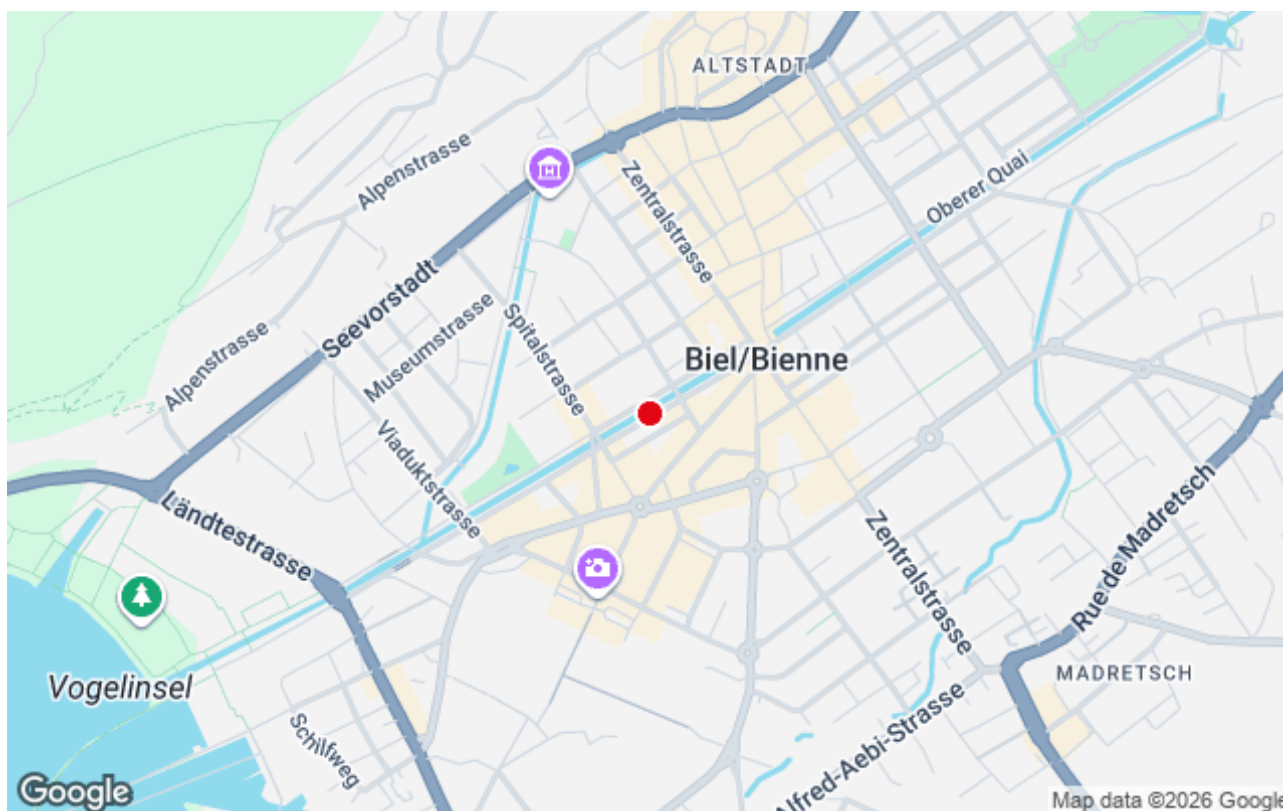 ALTSTADT
Alpenstrasse
Zentralstrasse
Oberer Quai
Seevorstadt
Museumstrasse
Spitalstrasse
Biel/Bienne
Alpenstrasse
Viaduktstrasse
Ländtestrasse
Zentralstrasse
Rue de Madretsch
Vogelinsel
MADRETSCH
Schilfweg
Alfred-Aebi-Strasse
Google
Map data ©2026 Google